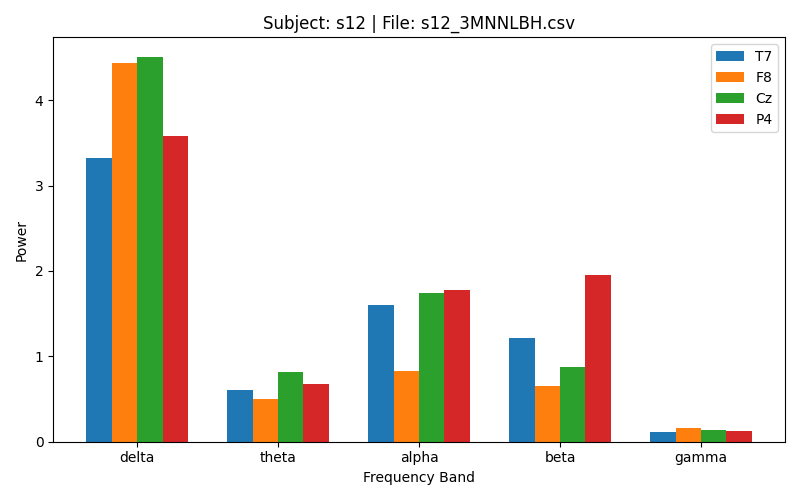 Subject: s12 | File: s12_3MNNLBH.csv
T7
F8
Cz
P4
Power
4
3
2
1
0
delta theta alpha beta gamma
Frequency Band